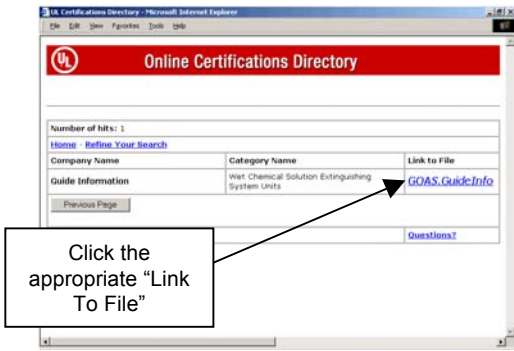 UL Certifications Directory - Microsoft Internet Explorer
File Edit View Favorites Tools Help
UL Online Certifications Directory
Number of hits: 1
Home - Refine Your Search
Company Name Category Name Link to File
Guide Information Wet Chemical Solution Extinguishing System Units GOAS.GuideInfo
Previous Page
Questions?
Click the
appropriate “Link
To File”